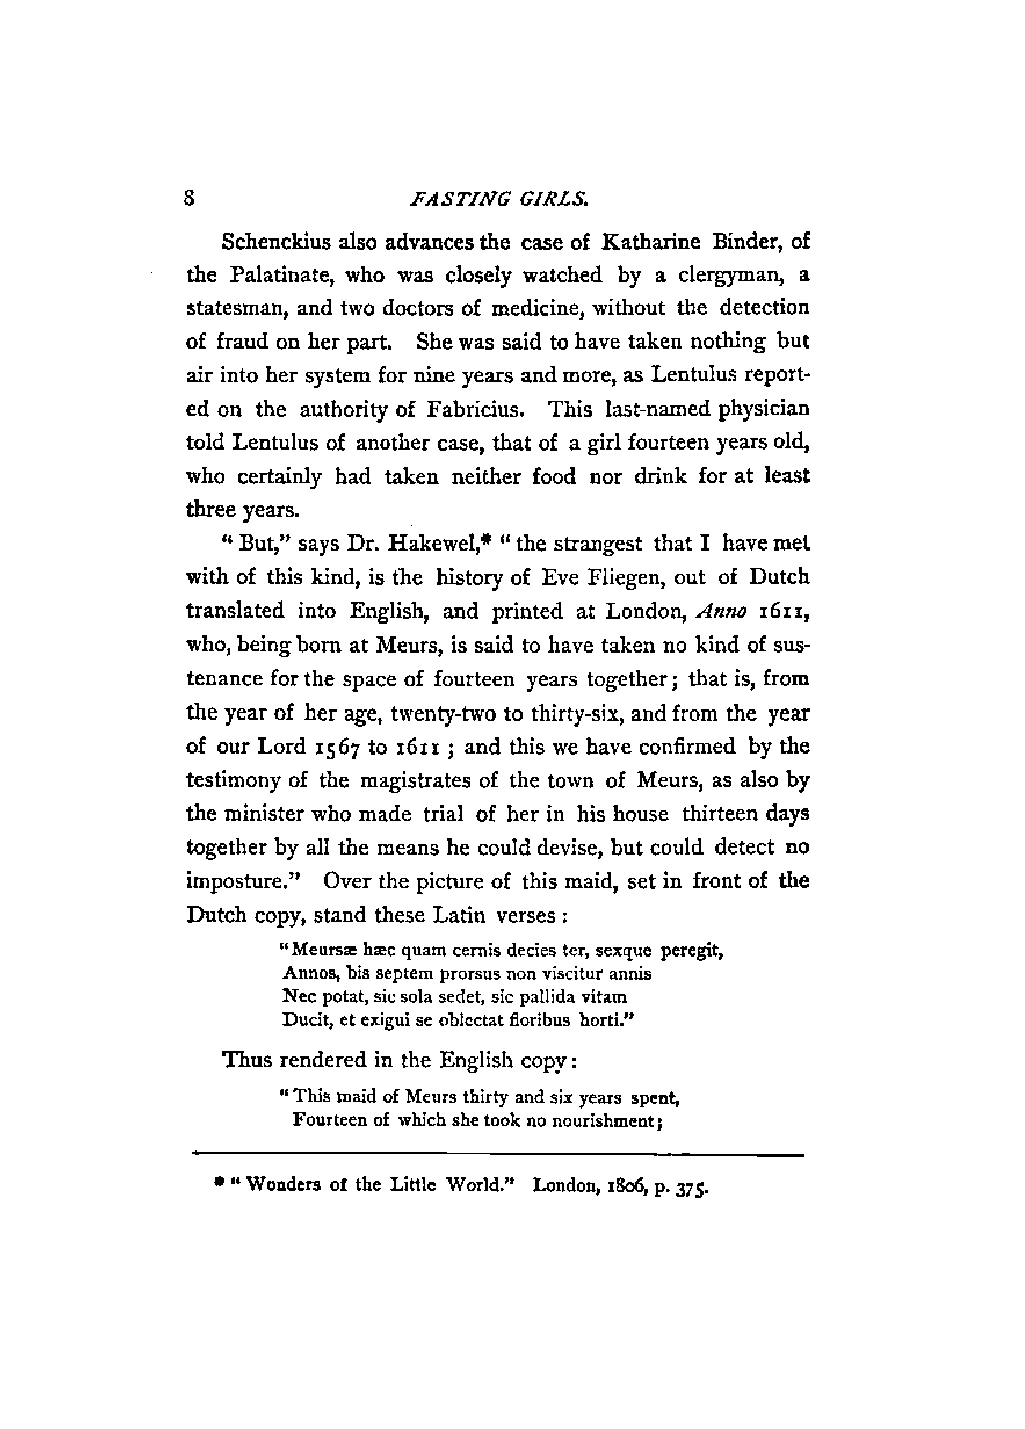 8 FASTING GIRLS.
Schenckius also advances the case of Katharine Binder, of
the Palatinate, who was closely watched by a clergyman, a
statesman, and two doctors of medicine, without the detection
of fraud on her part. She was said to have taken nothing but
air into her system for nine years and more, as Lentulus report-
ed on the authority of Fabricius. This last-named physician
told Lentulus of another case, that of a girl fourteen years old,
who certainly had taken neither food nor drink for at least
three years.
“But,” says Dr. Hakewel,* “the strangest that I have met
with of this kind, is the history of Eve Fliegen, out of Dutch
translated into English, and printed at London, Anno 1611,
who, being born at Meurs, is said to have taken no kind of sus-
tenance for the space of fourteen years together; that is, from
the year of her age, twenty-two to thirty-six, and from the year
of our Lord 1567 to 1611; and this we have confirmed by the
testimony of the magistrates of the town of Meurs, as also by
the minister who made trial of her in his house thirteen days
together by all the means he could devise, but could detect no
imposture.” Over the picture of this maid, set in front of the
Dutch copy, stand these Latin verses:
“Meursæ hæc quam cernis decies ter, sexque peregit,
Annos, bis septem prorsus non viscitur annis
Nec potat, sic sola sedet, sic pallida vitam
Ducit, et exigui se oblectat floribus horti.”
Thus rendered in the English copy:
“This maid of Meurs thirty and six years spent,
Fourteen of which she took no nourishment;
* “Wonders of the Little World.” London, 1806, p. 375.